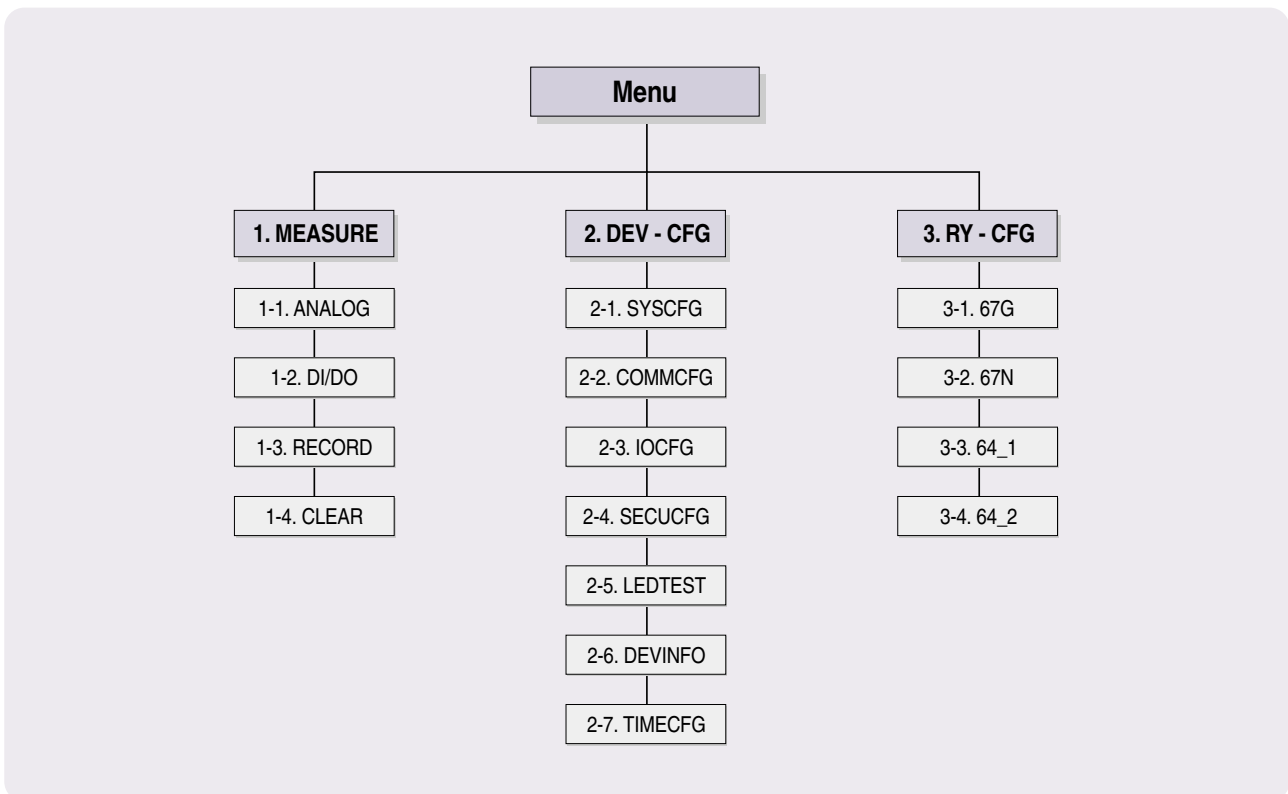 Menu
1. MEASURE
1-1. ANALOG
1-2. DI/DO
1-3. RECORD
1-4. CLEAR
2. DEV - CFG
2-1. SYSCFG
2-2. COMMCFG
2-3. IOCFG
2-4. SECUCFG
2-5. LEDTEST
2-6. DEVINFO
2-7. TIMECFG
3. RY - CFG
3-1. 67G
3-2. 67N
3-3. 64_1
3-4. 64_2